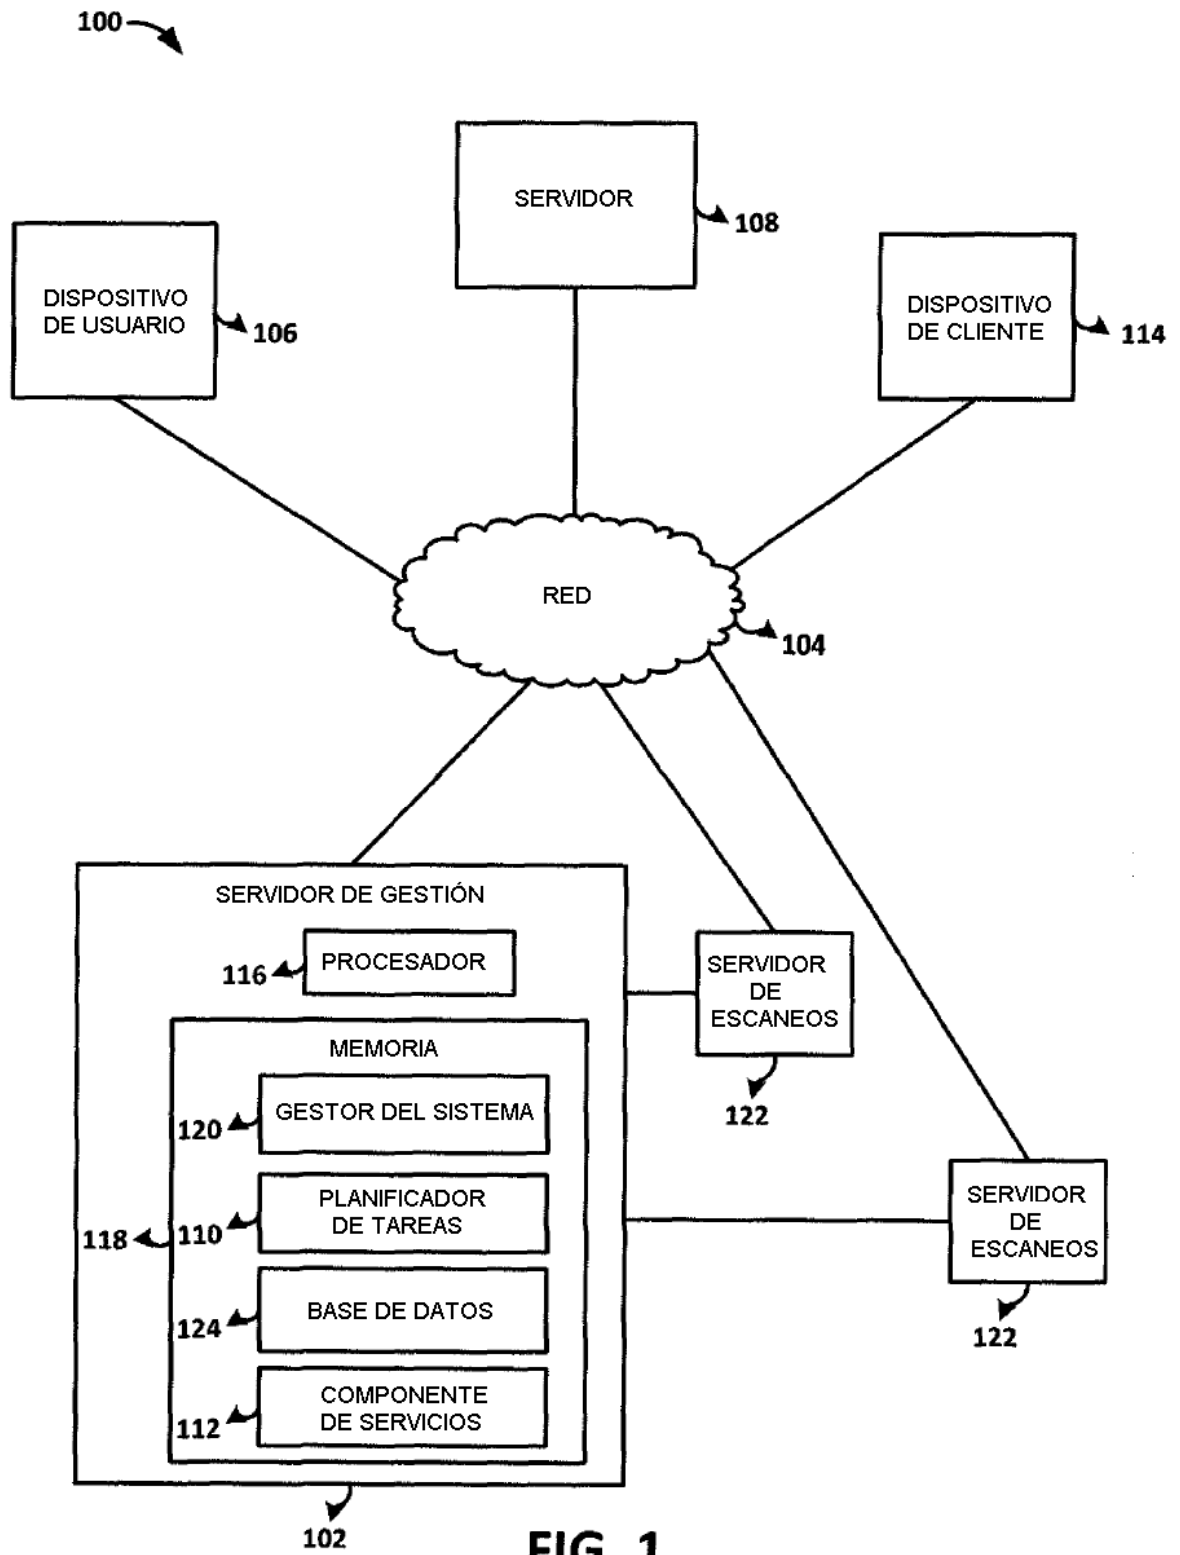 100
SERVIDOR
108
DISPOSITIVO
DE USUARIO
106
DISPOSITIVO
DE CLIENTE
114
RED
104
SERVIDOR DE GESTIÓN
PROCESADOR
116
MEMORIA
GESTOR DEL SISTEMA
120
PLANIFICADOR
DE TAREAS
110
118
BASE DE DATOS
124
COMPONENTE
DE SERVICIOS
112
102
SERVIDOR
DE
ESCANEOS
122
SERVIDOR
DE
ESCANEOS
122
FIG. 1